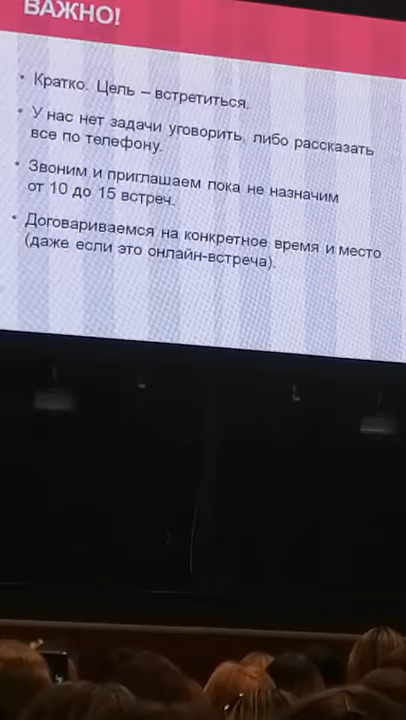 ВАЖНО!
• Кратко. Цель – встретиться.
• У нас нет задачи уговорить, либо рассказать
все по телефону.
• Звоним и приглашаем пока не назначим
от 10 до 15 встреч.
• Договариваемся на конкретное время и место
(даже если это онлайн-встреча).